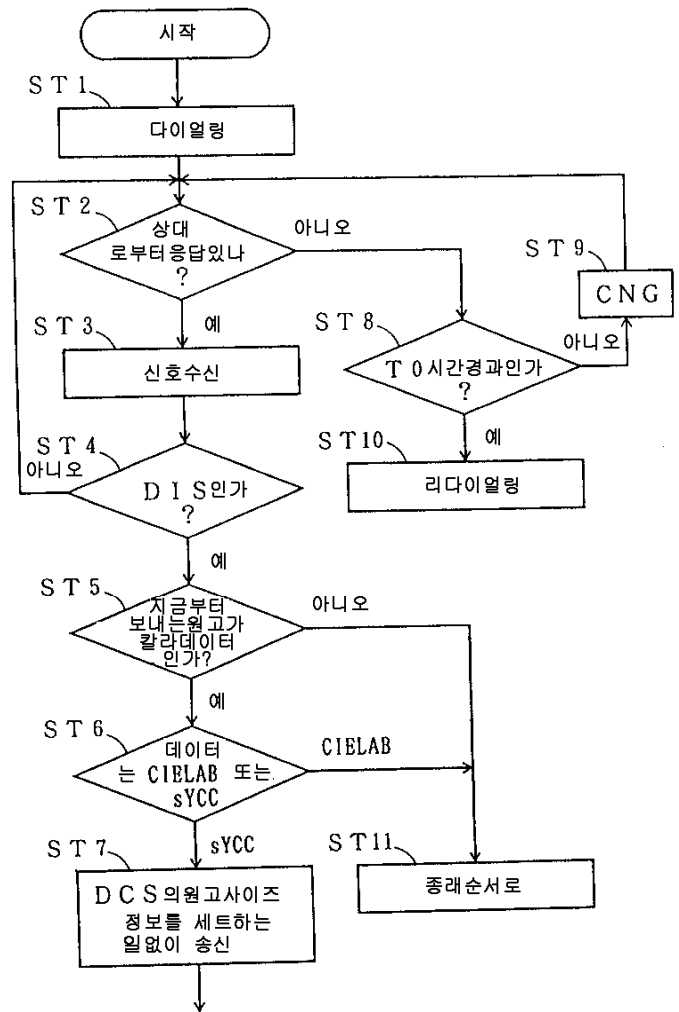 시작
ST1
다이얼링
ST2
상대
로부터응답있나
?
아니오
ST9
CNG
ST3
예
ST8
아니오
신호수신
T0시간경과인가
?
ST4
아니오
ST10
예
DIS인가
?
리다이얼링
예
ST5
지금부터
보내는원고가
칼라데이터
인가?
아니오
예
ST6
데이터
는 CIELAB 또는
sYCC
CIELAB
ST7
sYCC
ST11
DCS의원고사이즈
정보를 세트하는
일없이 송신
종래순서로